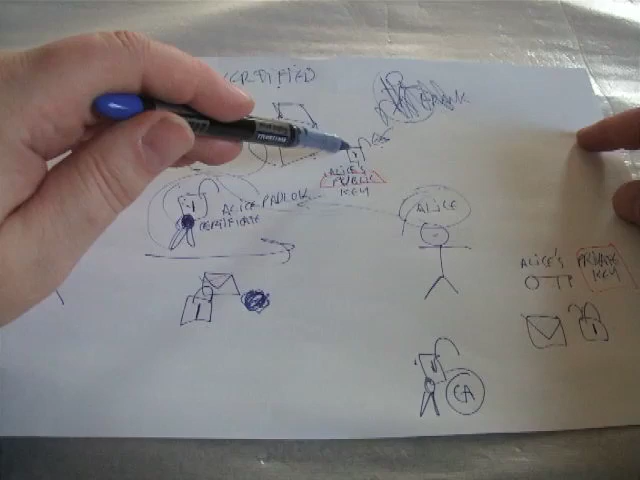 CERTIFIED
ALICE'S
PUBLIC
KEY
ALICE PADLOCK
CERTIFICATE
ALICE
ALICE'S
PRIVATE
KEY
CA